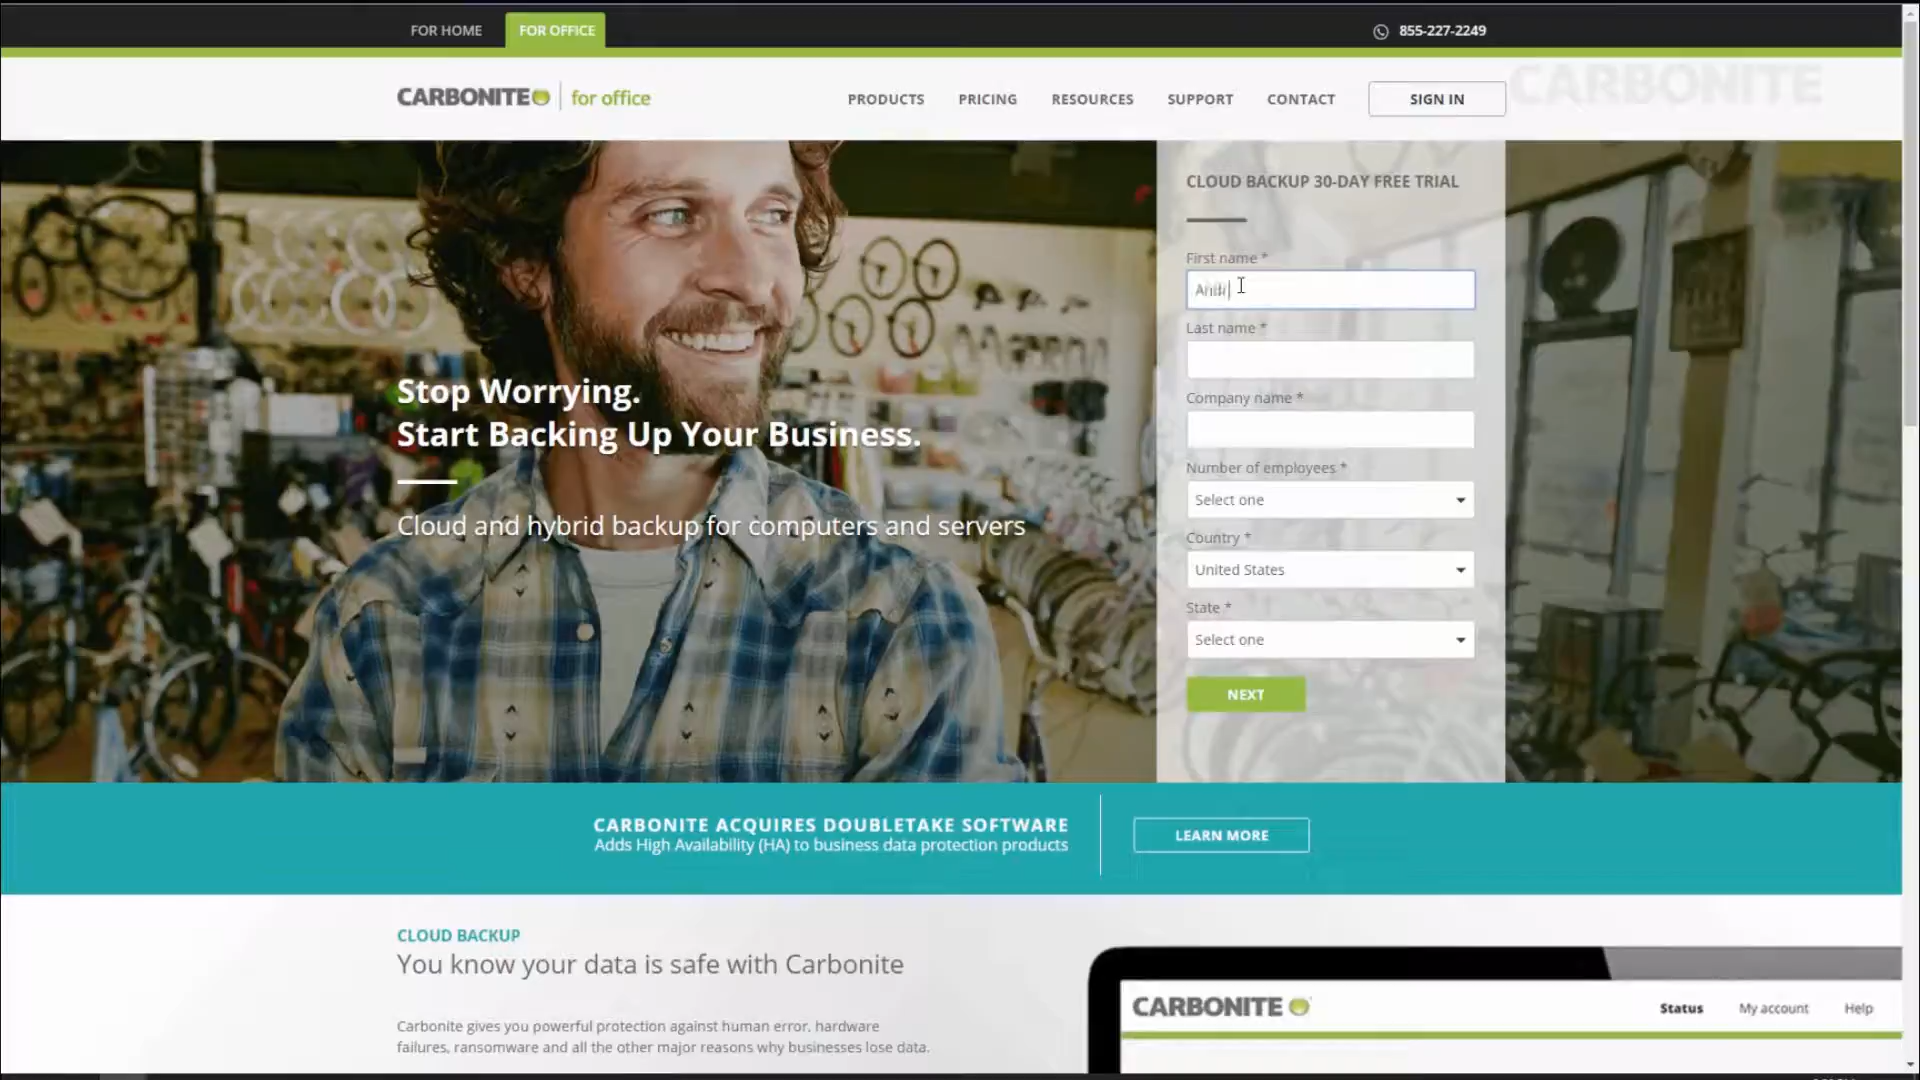 FOR HOME
FOR OFFICE
855-227-2249
CARBONITE
for office
PRODUCTS
PRICING
RESOURCES
SUPPORT
CONTACT
SIGN IN
CARBONITE
CLOUD BACKUP 30-DAY FREE TRIAL
First name *
Last name *
Company name *
Number of employees *
Select one
Country *
United States
State *
Select one
NEXT
Stop Worrying.
Start Backing Up Your Business.
Cloud and hybrid backup for computers and servers
CARBONITE ACQUIRES DOUBLETAKE SOFTWARE
Adds High Availability (HA) to business data protection products
LEARN MORE
CLOUD BACKUP
You know your data is safe with Carbonite
Carbonite gives you powerful protection against human error, hardware
failures, ransomware and all the other major reasons why businesses lose data.
CARBONITE
Status
My account
Help